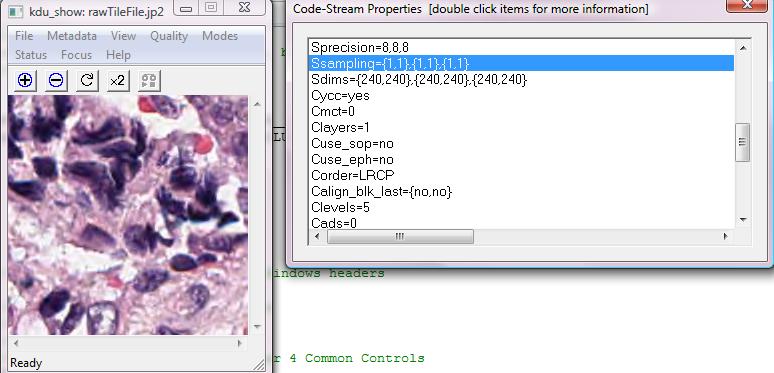 kdu_show: rawTileFile.jp2
File Metadata View Quality Modes
Status Focus Help
x2
Ready
Code-Stream Properties [double click items for more information]
Sprecision=8,8,8
Ssampling={1,1},{1,1},{1,1}
Sdims={240,240},{240,240},{240,240}
Cycc=yes
Cmct=0
Clayers=1
Cuse_sop=no
Cuse_eph=no
Corder=LRCP
Calign_blk_last={no,no}
Clevels=5
Cads=0
indows headers
r 4 Common Controls